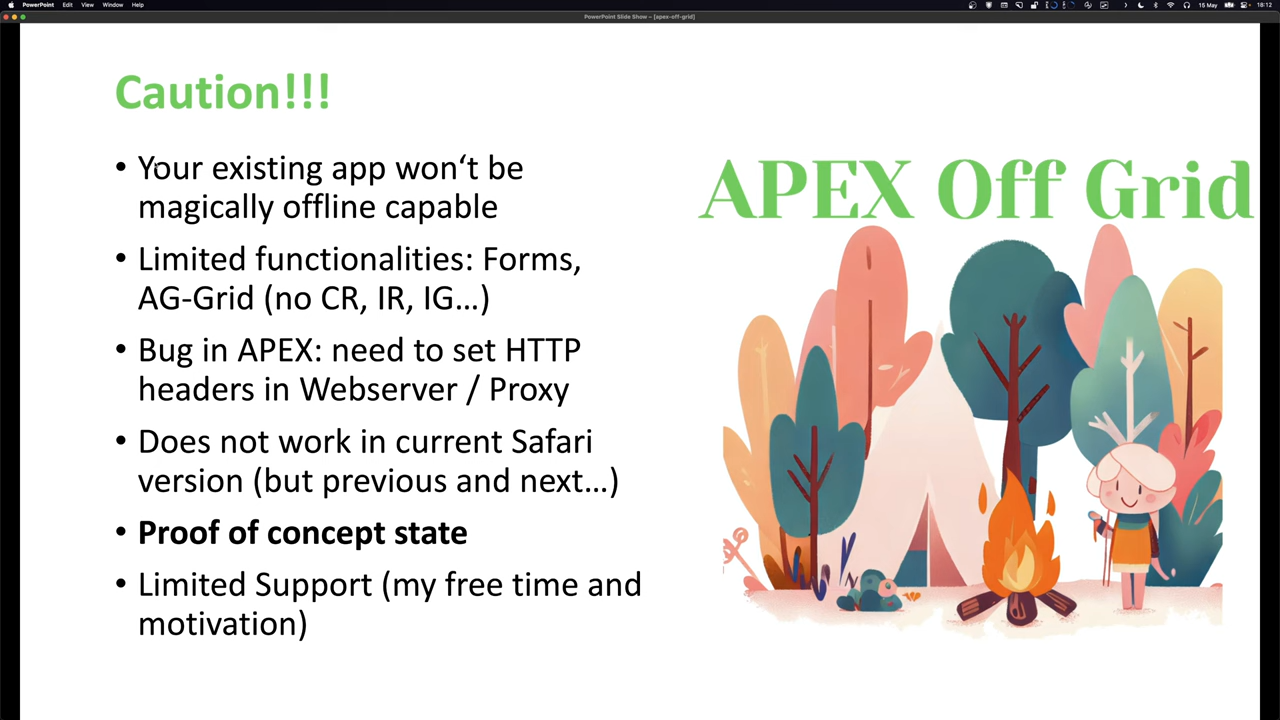 PowerPoint Edit View Window Help
15 May 18:12
PowerPoint Slide Show – [apex-off-grid]
Caution!!!
• Your existing app won‘t be
magically offline capable
• Limited functionalities: Forms,
AG-Grid (no CR, IR, IG…)
• Bug in APEX: need to set HTTP
headers in Webserver / Proxy
• Does not work in current Safari
version (but previous and next…)
• Proof of concept state
• Limited Support (my free time and
motivation)
APEX Off Grid